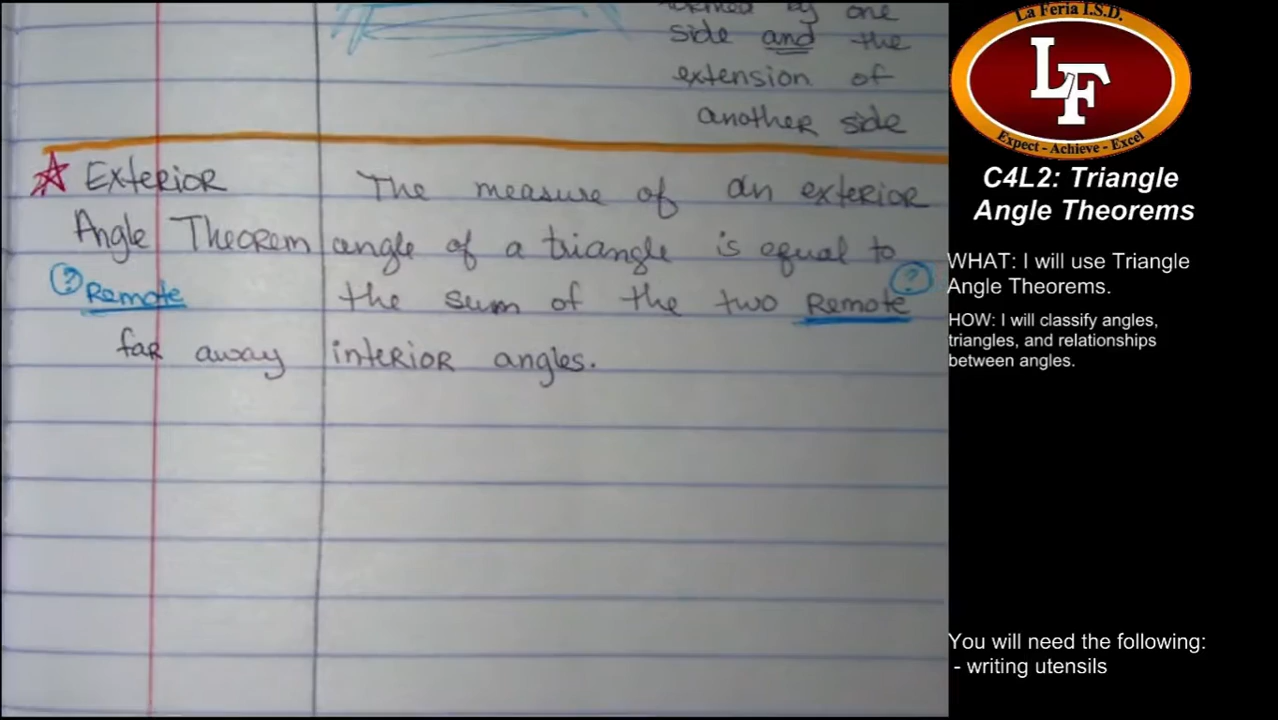 by one
side and the
extension of
another side
Exterior
Angle Theorem
? Remote
far away
The measure of an exterior
angle of a triangle is equal to
the sum of the two Remote ?
interior angles.
La Feria I.S.D.
LF
Expect - Achieve - Excel
C4L2: Triangle
Angle Theorems
WHAT: I will use Triangle
Angle Theorems.
HOW: I will classify angles,
triangles, and relationships
between angles.
You will need the following:
- writing utensils